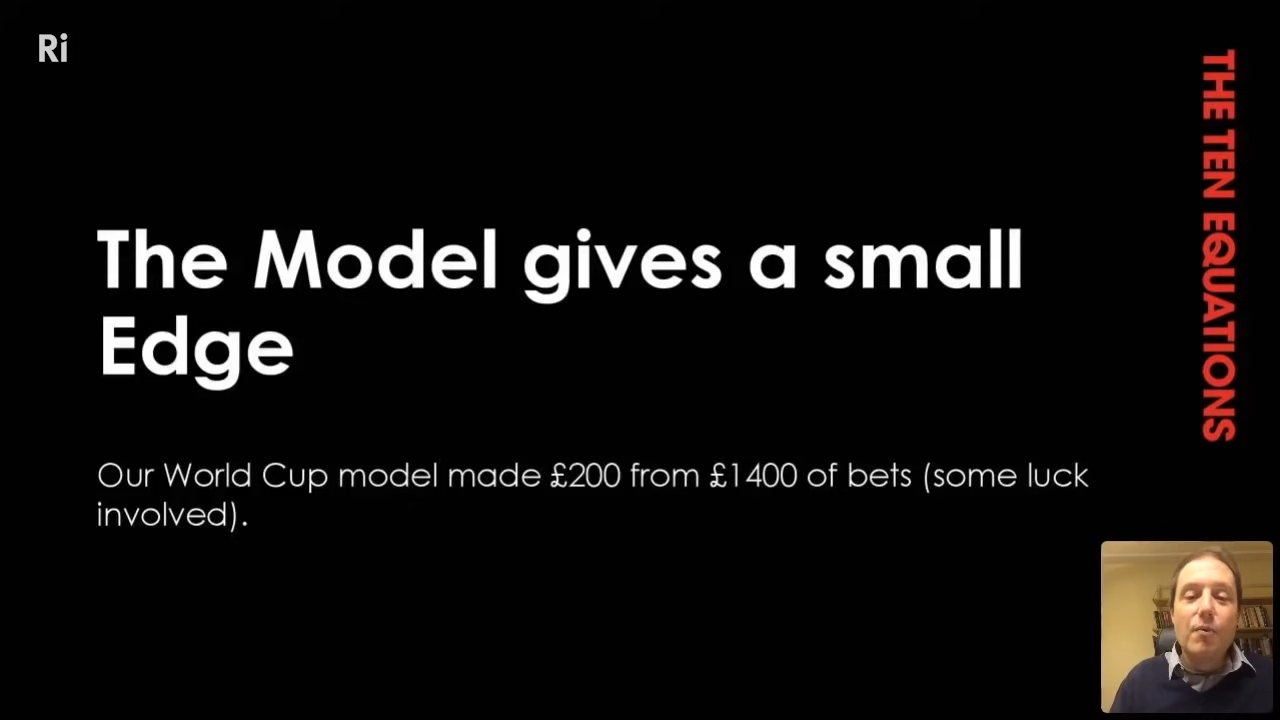 Ri
THE TEN EQUATIONS
The Model gives a small
Edge
Our World Cup model made £200 from £1400 of bets (some luck
involved).